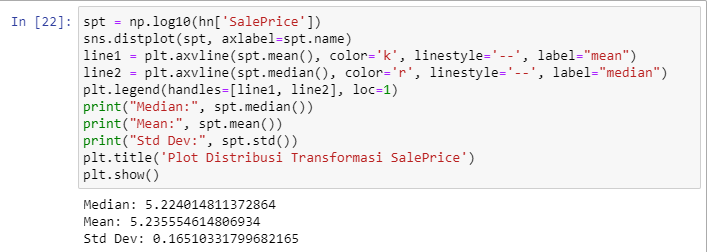 In [22]: spt = np.log10(hn['SalePrice'])
sns.distplot(spt, axlabel=spt.name)
line1 = plt.axvline(spt.mean(), color='k', linestyle='--', label="mean")
line2 = plt.axvline(spt.median(), color='r', linestyle='--', label="median")
plt.legend(handles=[line1, line2], loc=1)
print("Median:", spt.median())
print("Mean:", spt.mean())
print("Std Dev:", spt.std())
plt.title('Plot Distribusi Transformasi SalePrice')
plt.show()
Median: 5.224014811372864
Mean: 5.235554614806934
Std Dev: 0.16510331799682165